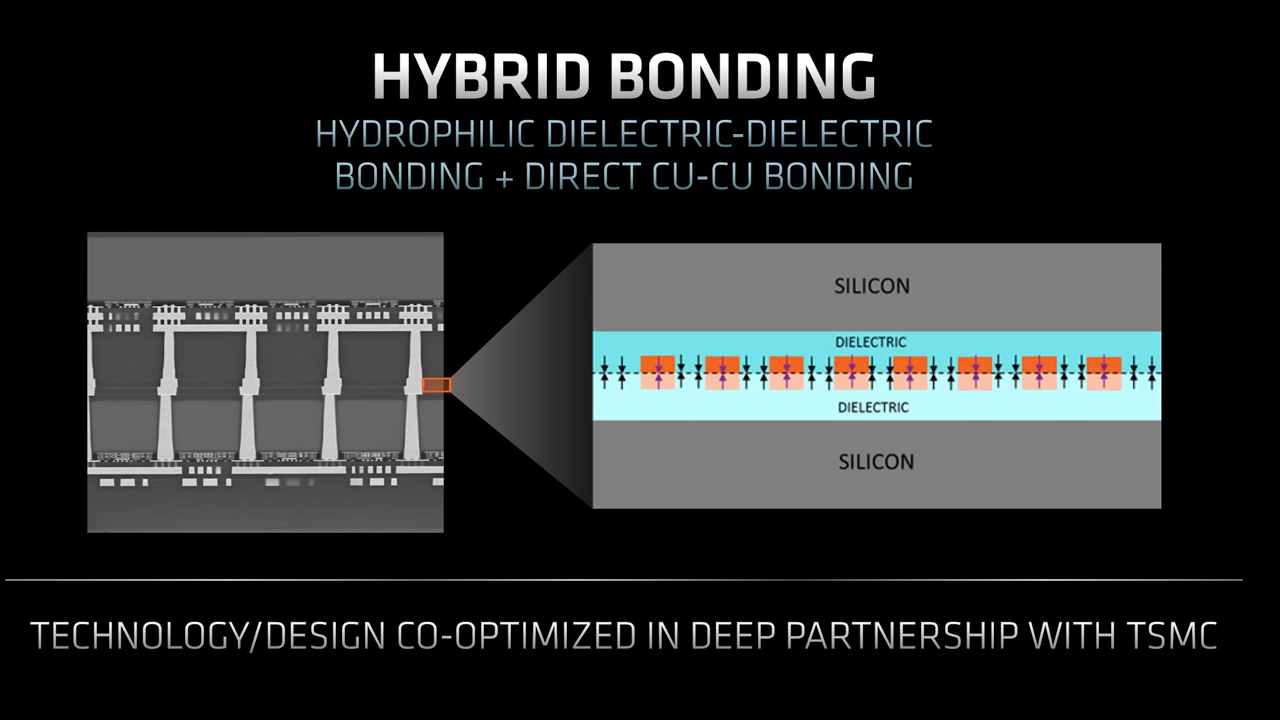 HYBRID BONDING
HYDROPHILIC DIELECTRIC-DIELECTRIC
BONDING + DIRECT CU-CU BONDING
SILICON
DIELECTRIC
DIELECTRIC
SILICON
TECHNOLOGY/DESIGN CO-OPTIMIZED IN DEEP PARTNERSHIP WITH TSMC